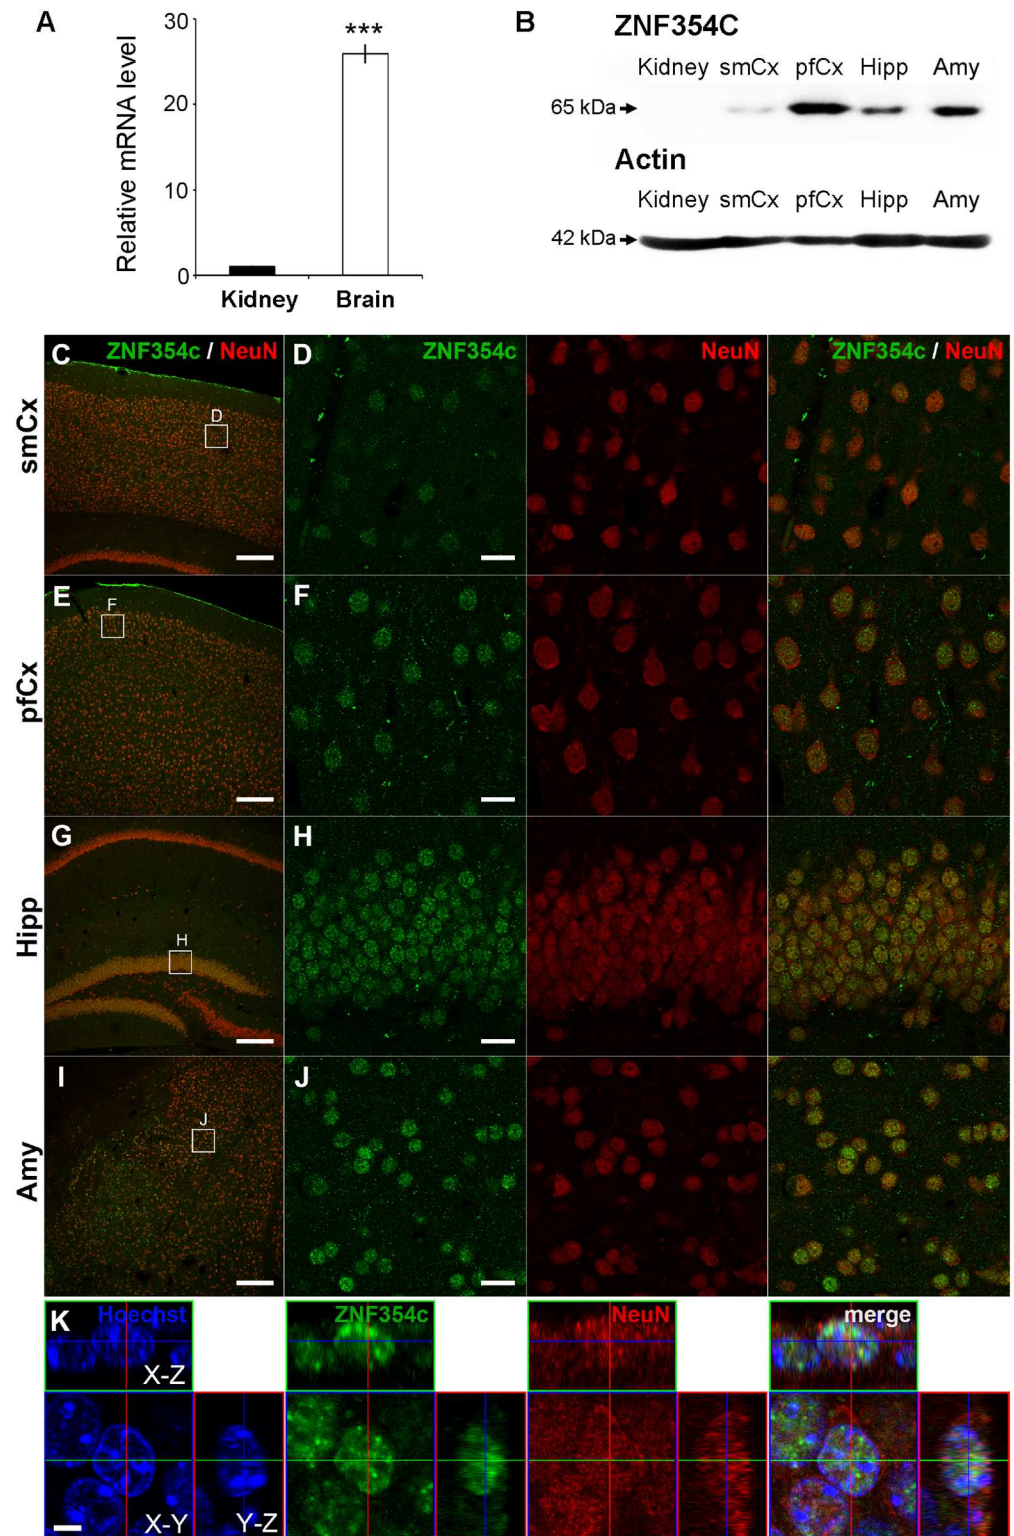 A
Relative mRNA level
30
20
10
0
***
Kidney Brain
B
ZNF354C
Kidney smCx pfCx Hipp Amy
65 kDa
Actin
Kidney smCx pfCx Hipp Amy
42 kDa
smCx
C ZNF354c / NeuN
D
D ZNF354c
NeuN
ZNF354c / NeuN
pfCx
E
F
F
Hipp
G
H
H
Amy
I
J
J
K Hoechst
X-Z
ZNF354c
NeuN
merge
X-Y
Y-Z